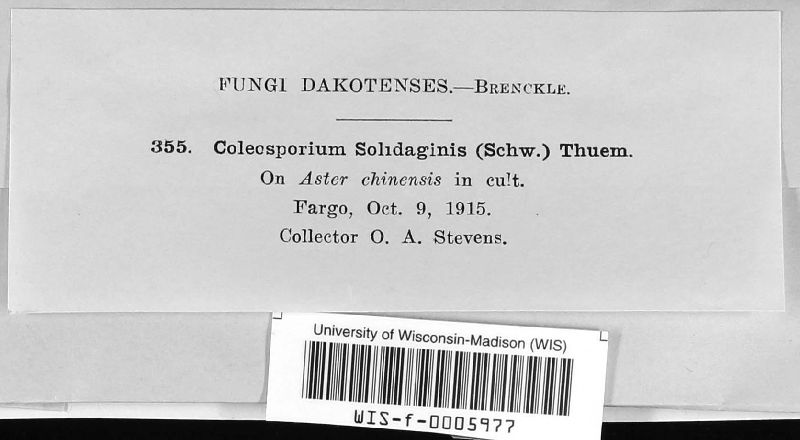 FUNGI DAKOTENSES.—BRENCKLE.
355. Coleosporium Solidaginis (Schw.) Thuem.
On Aster chinensis in cult.
Fargo, Oct. 9, 1915.
Collector O. A. Stevens.
University of Wisconsin-Madison (WIS)
WIS-f-0005977